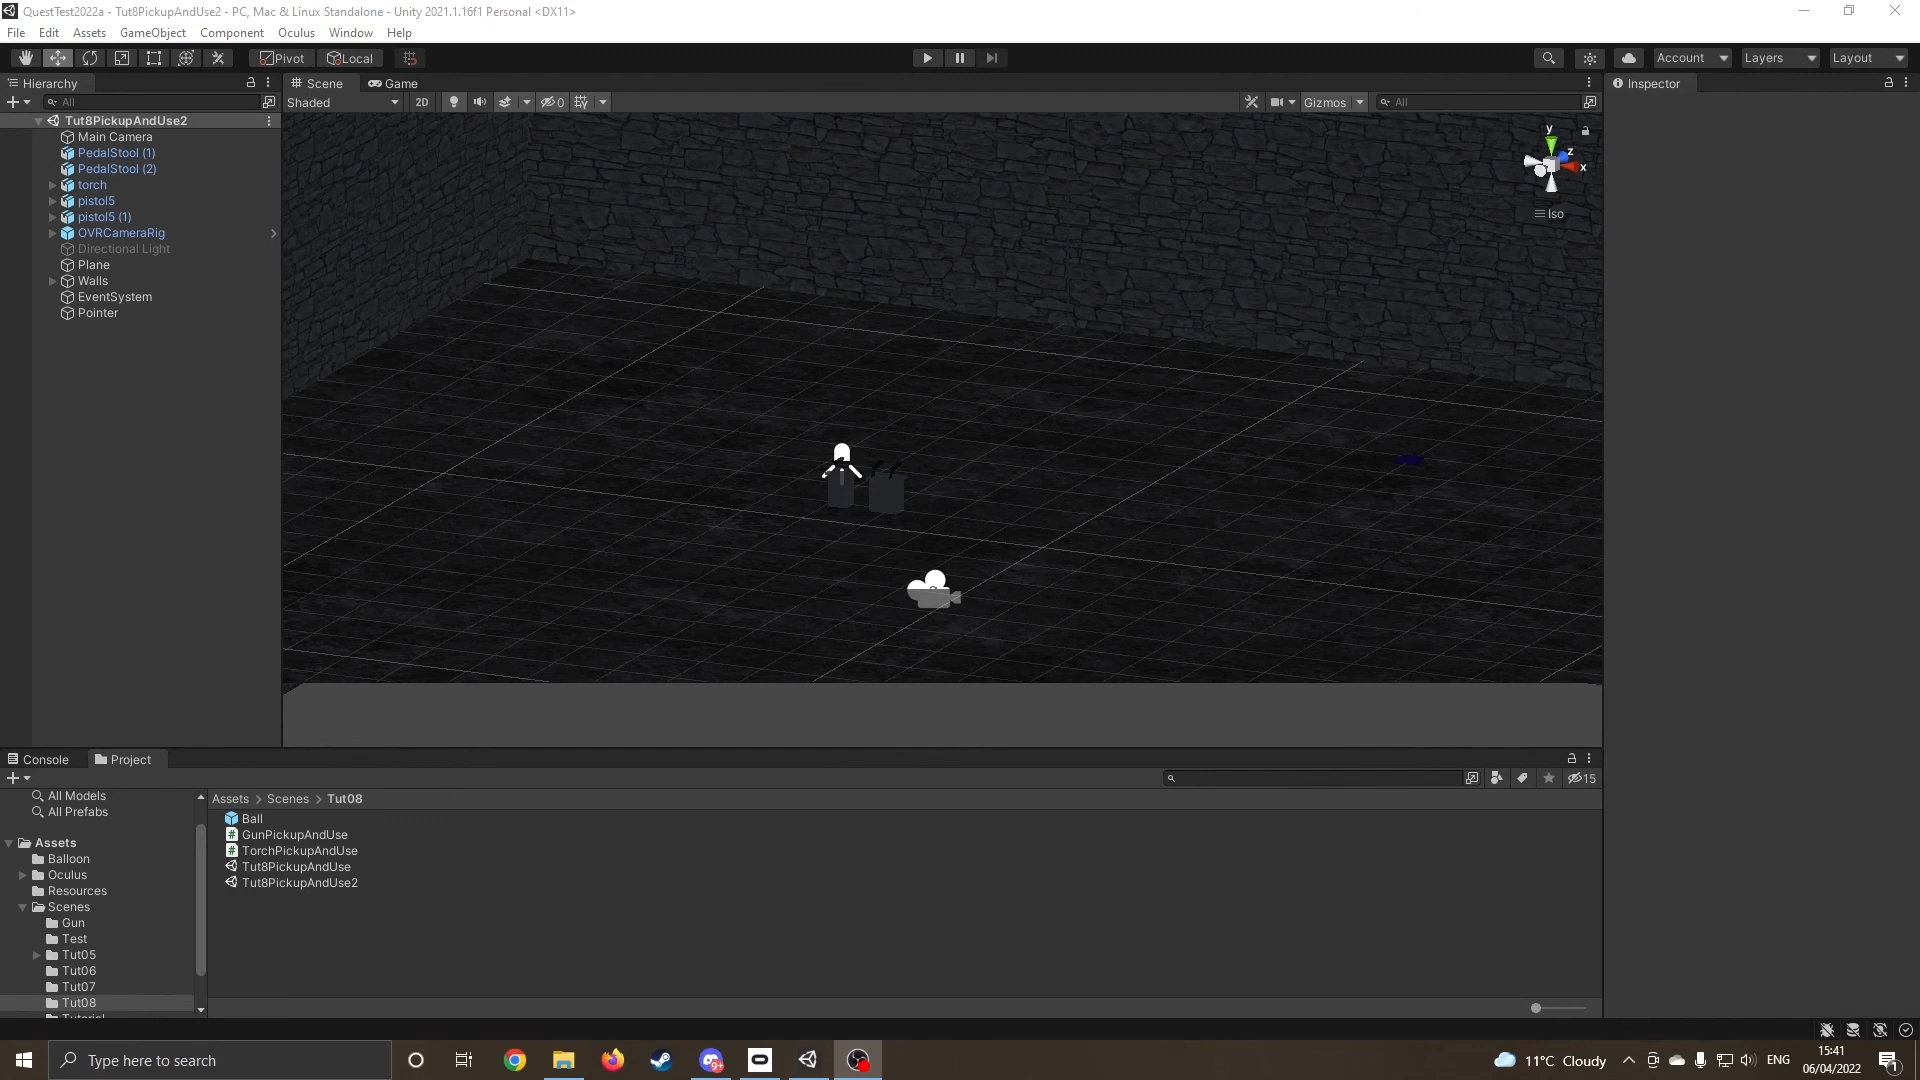 QuestTest2022a - Tut8PickupAndUse2 - PC, Mac & Linux Standalone - Unity 2021.1.16f1 Personal <DX11>
File Edit Assets GameObject Component Oculus Window Help
Pivot Local Account Layers Layout
Hierarchy Scene Game Inspector
All Shaded 2D 0 Gizmos All
Tut8PickupAndUse2
Main Camera
PedalStool (1)
PedalStool (2)
torch
pistol5
pistol5 (1)
OVRCameraRig
Directional Light
Plane
Walls
EventSystem
Pointer
y
z
x
Iso
Console Project
15
All Models
All Prefabs
Assets
Balloon
Oculus
Resources
Scenes
Gun
Test
Tut05
Tut06
Tut07
Tut08
Tutorial
Assets > Scenes > Tut08
Ball
GunPickupAndUse
TorchPickupAndUse
Tut8PickupAndUse
Tut8PickupAndUse2
Type here to search
9+
11°C Cloudy
ENG
15:41
06/04/2022
1